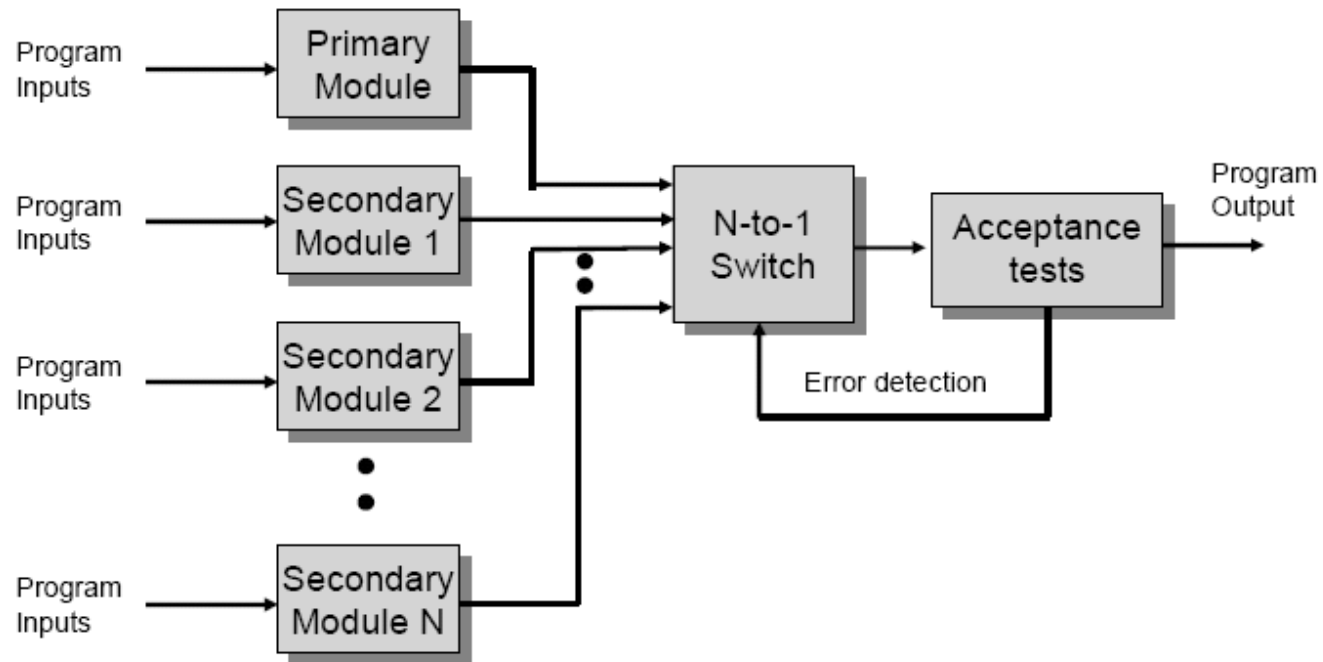 Program
Inputs
Primary
Module
Program
Inputs
Secondary
Module 1
N-to-1
Switch
Acceptance
tests
Program
Output
Program
Inputs
Secondary
Module 2
Error detection
Program
Inputs
Secondary
Module N